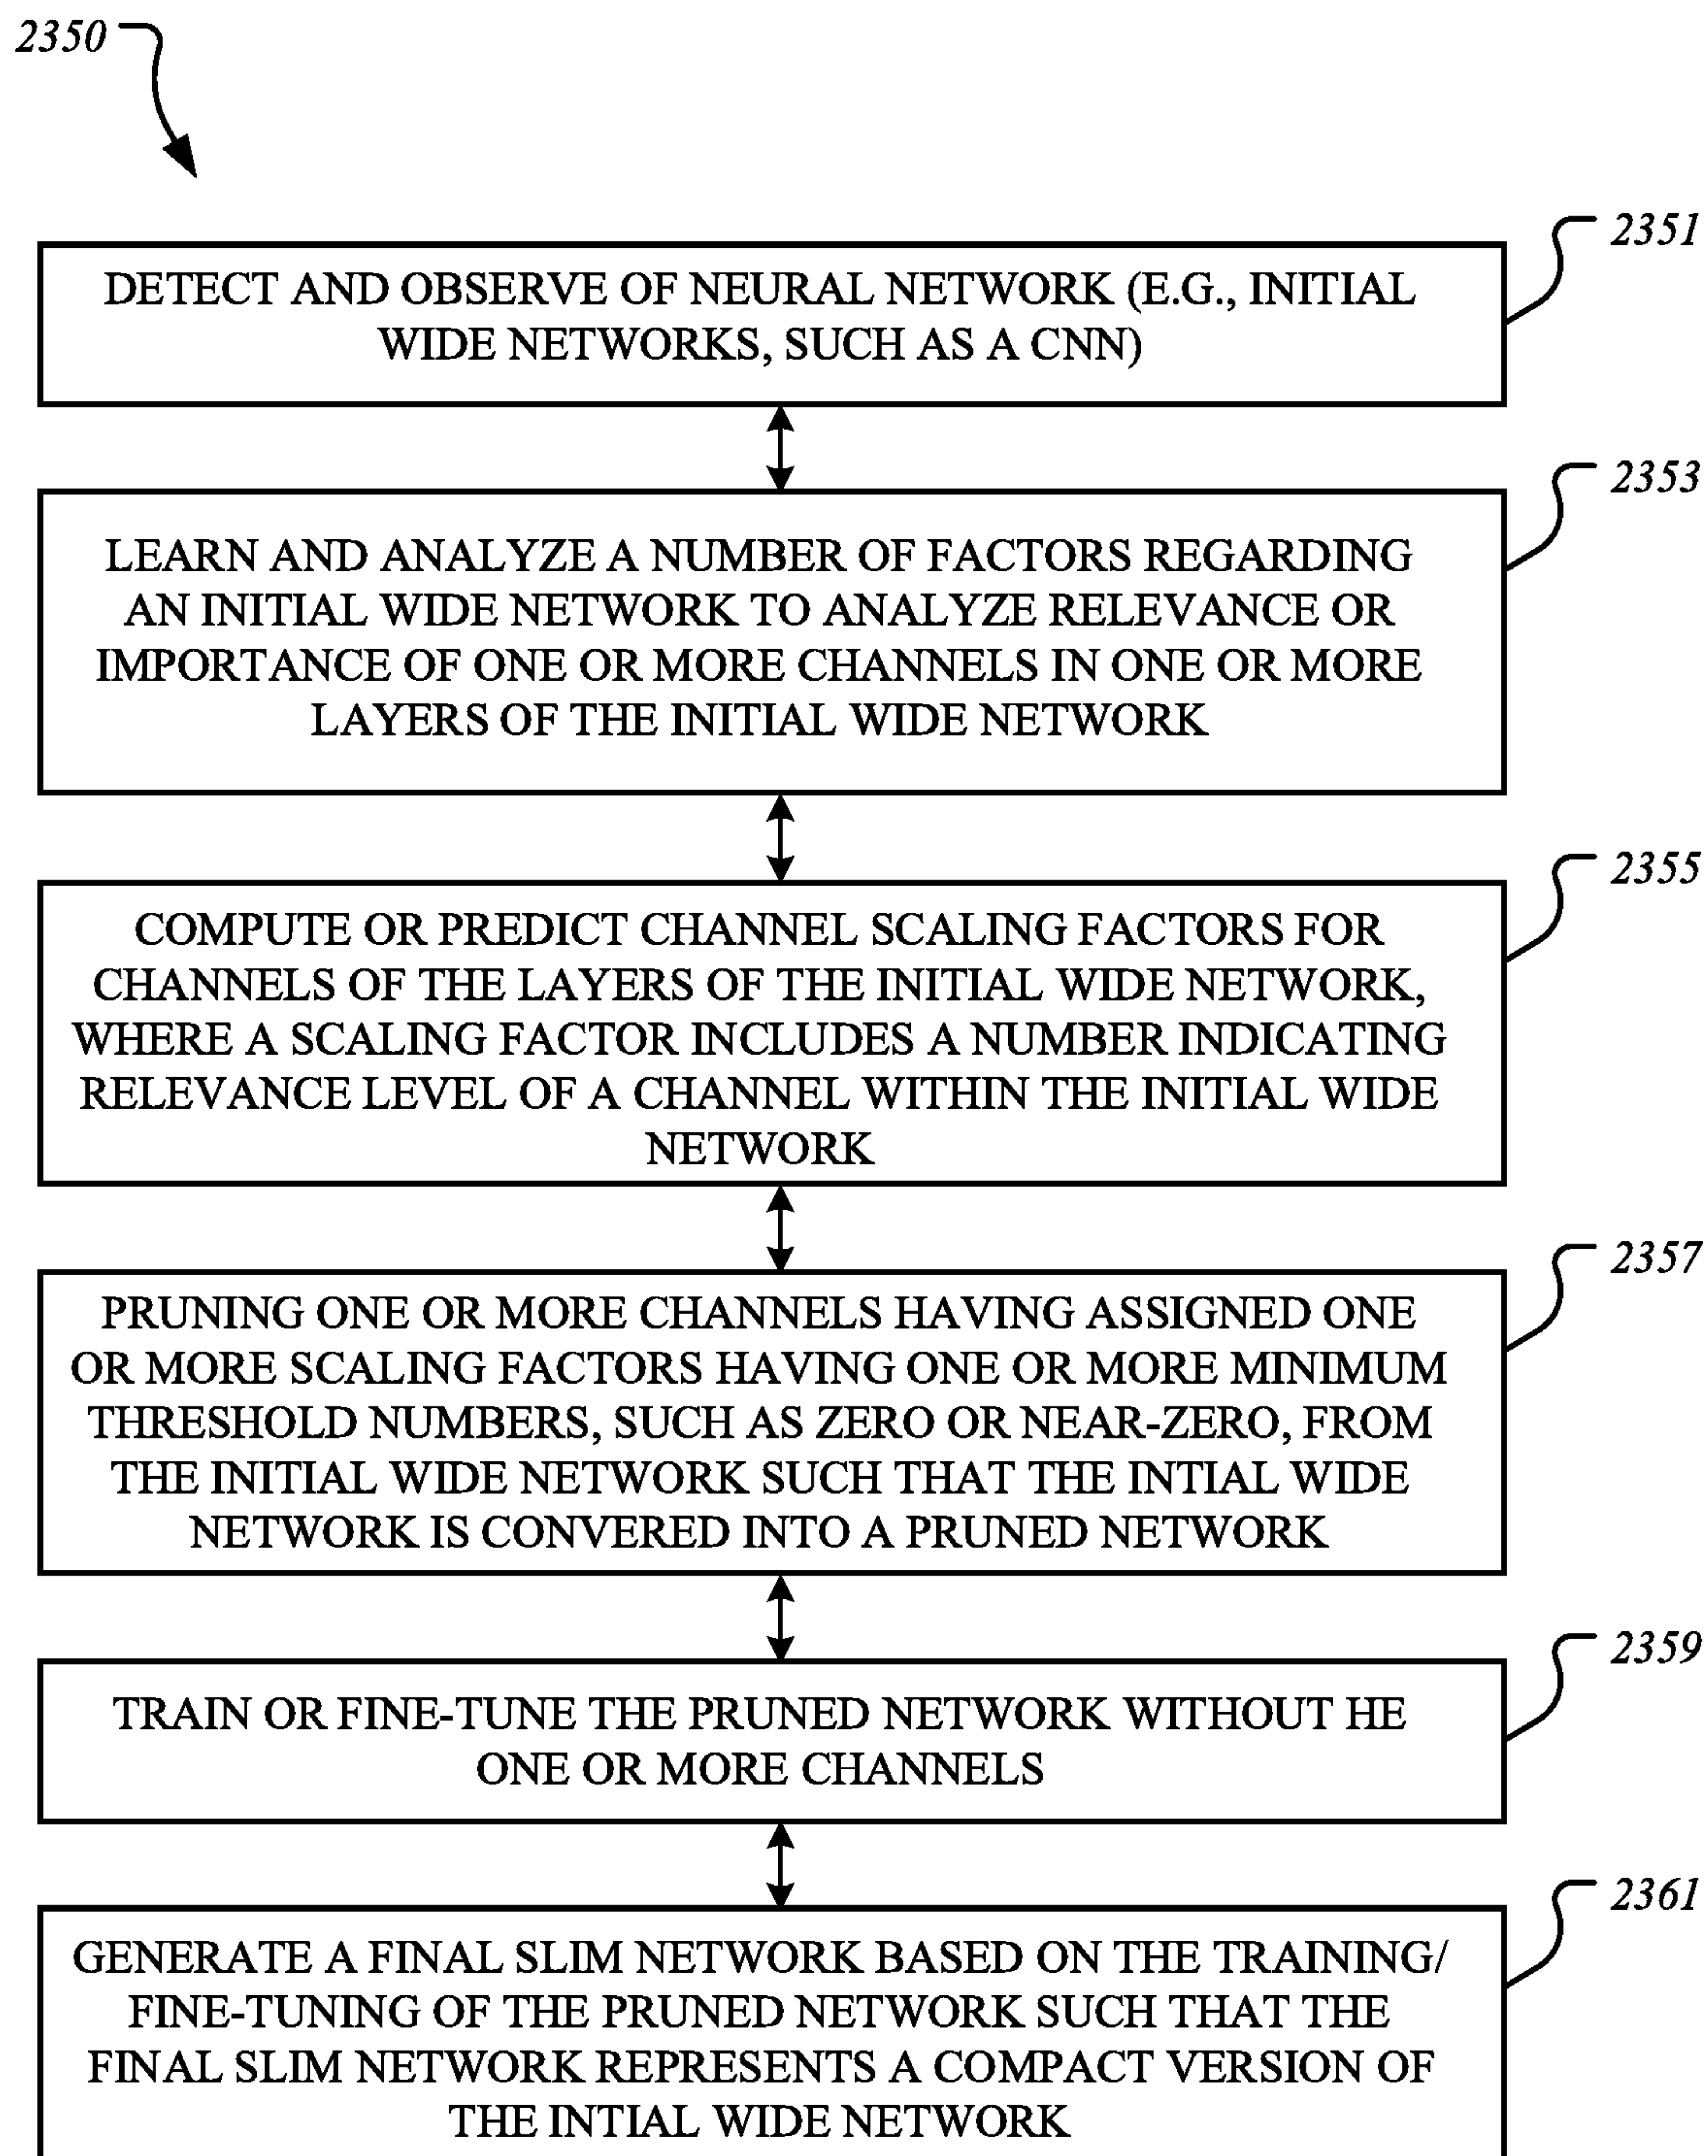 2350
2351
DETECT AND OBSERVE OF NEURAL NETWORK (E.G., INITIAL
WIDE NETWORKS, SUCH AS A CNN)
2353
LEARN AND ANALYZE A NUMBER OF FACTORS REGARDING
AN INITIAL WIDE NETWORK TO ANALYZE RELEVANCE OR
IMPORTANCE OF ONE OR MORE CHANNELS IN ONE OR MORE
LAYERS OF THE INITIAL WIDE NETWORK
2355
COMPUTE OR PREDICT CHANNEL SCALING FACTORS FOR
CHANNELS OF THE LAYERS OF THE INITIAL WIDE NETWORK,
WHERE A SCALING FACTOR INCLUDES A NUMBER INDICATING
RELEVANCE LEVEL OF A CHANNEL WITHIN THE INITIAL WIDE
NETWORK
2357
PRUNING ONE OR MORE CHANNELS HAVING ASSIGNED ONE
OR MORE SCALING FACTORS HAVING ONE OR MORE MINIMUM
THRESHOLD NUMBERS, SUCH AS ZERO OR NEAR-ZERO, FROM
THE INITIAL WIDE NETWORK SUCH THAT THE INTIAL WIDE
NETWORK IS CONVERED INTO A PRUNED NETWORK
2359
TRAIN OR FINE-TUNE THE PRUNED NETWORK WITHOUT HE
ONE OR MORE CHANNELS
2361
GENERATE A FINAL SLIM NETWORK BASED ON THE TRAINING/
FINE-TUNING OF THE PRUNED NETWORK SUCH THAT THE
FINAL SLIM NETWORK REPRESENTS A COMPACT VERSION OF
THE INTIAL WIDE NETWORK